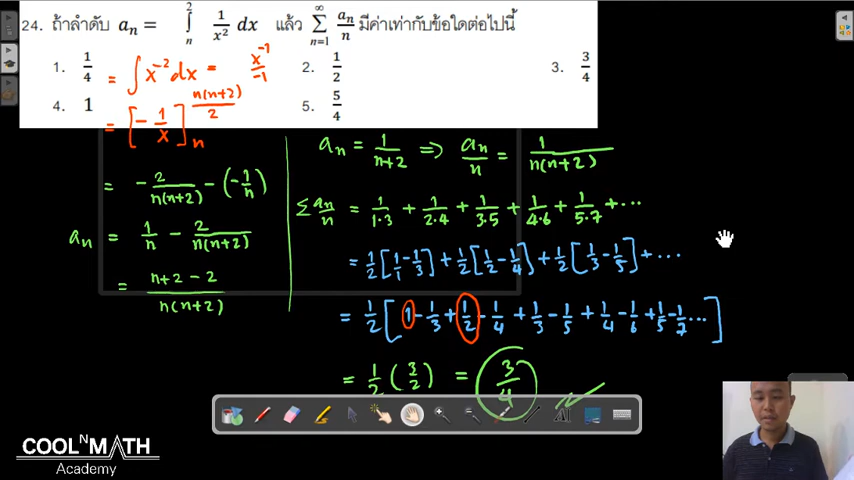 24. ถ้าลำดับ aₙ = ∫ₙ² 1/x² dx แล้ว ∑ₙ₌₁^∞ aₙ/n มีค่าเท่ากับข้อใดต่อไปนี้
1. 1/4 2. 1/2 3. 3/4
4. 1 5. 5/4
= ∫ x⁻² dx = x⁻¹/-1
= [-1/x]ₙ^(n(n+2)/2)
= -2/n(n+2) - (-1/n)
aₙ = 1/n - 2/n(n+2)
= n+2-2/n(n+2)
aₙ = 1/n+2 ⇒ aₙ/n = 1/n(n+2)
∑ aₙ/n = 1/1·3 + 1/2·4 + 1/3·5 + 1/4·6 + 1/5·7 + ...
= 1/2[1/1-1/3] + 1/2[1/2-1/4] + 1/2[1/3-1/5] + ...
= 1/2[1 - 1/3 + 1/2 - 1/4 + 1/3 - 1/5 + 1/4 - 1/6 + 1/5 - 1/7 ...]
= 1/2(3/2) = 3/4
COOL N MATH
Academy